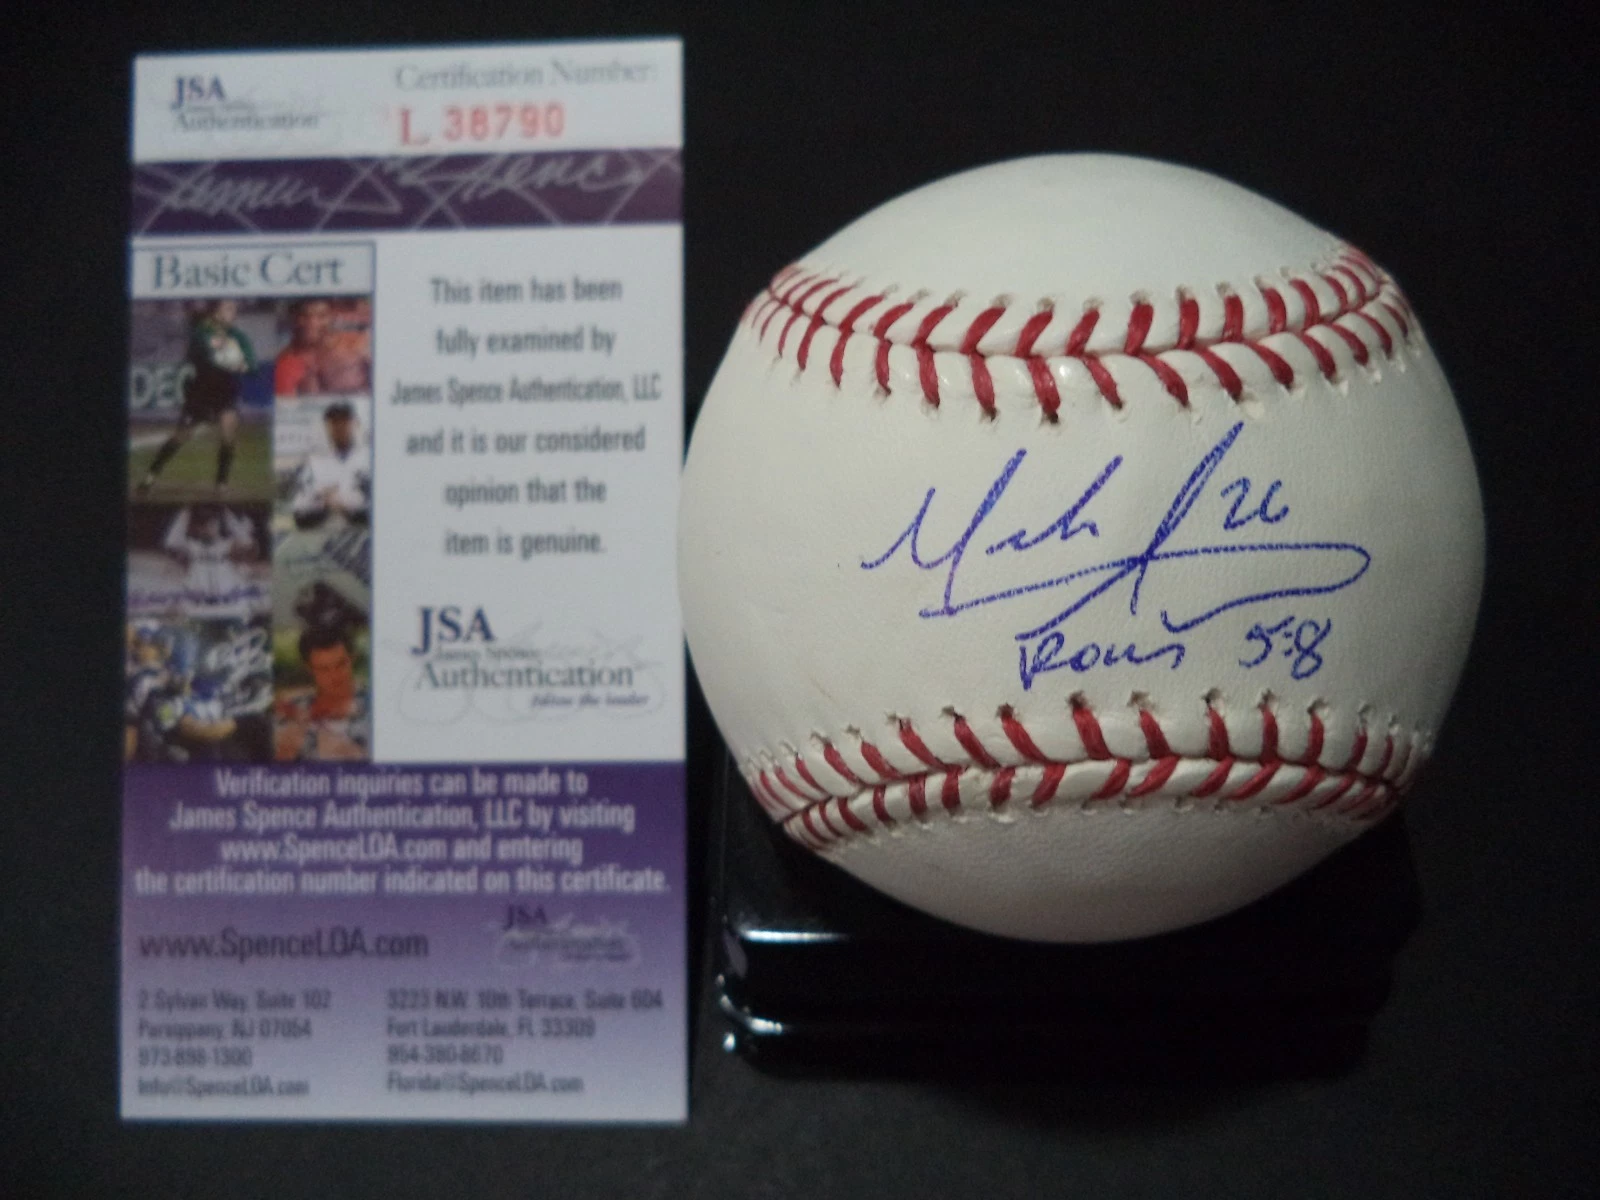 JSA
Authentication
Certification Number:
L 38790
Basic Cert
This item has been
fully examined by
James Spence Authentication, LLC
and it is our considered
opinion that the
item is genuine.
JSA
James Spence
Authentication
Verification inquiries can be made to
James Spence Authentication, LLC by visiting
www.SpenceLOA.com and entering
the certification number indicated on this certificate.
www.SpenceLOA.com
JSA
2 Sylvan Way, Suite 102
Parsippany, NJ 07054
973-898-1300
Info@SpenceLOA.com
3223 N.W. 10th Terrace, Suite 604
Fort Lauderdale, FL 33309
954-380-8670
Florida@SpenceLOA.com
26
5:8